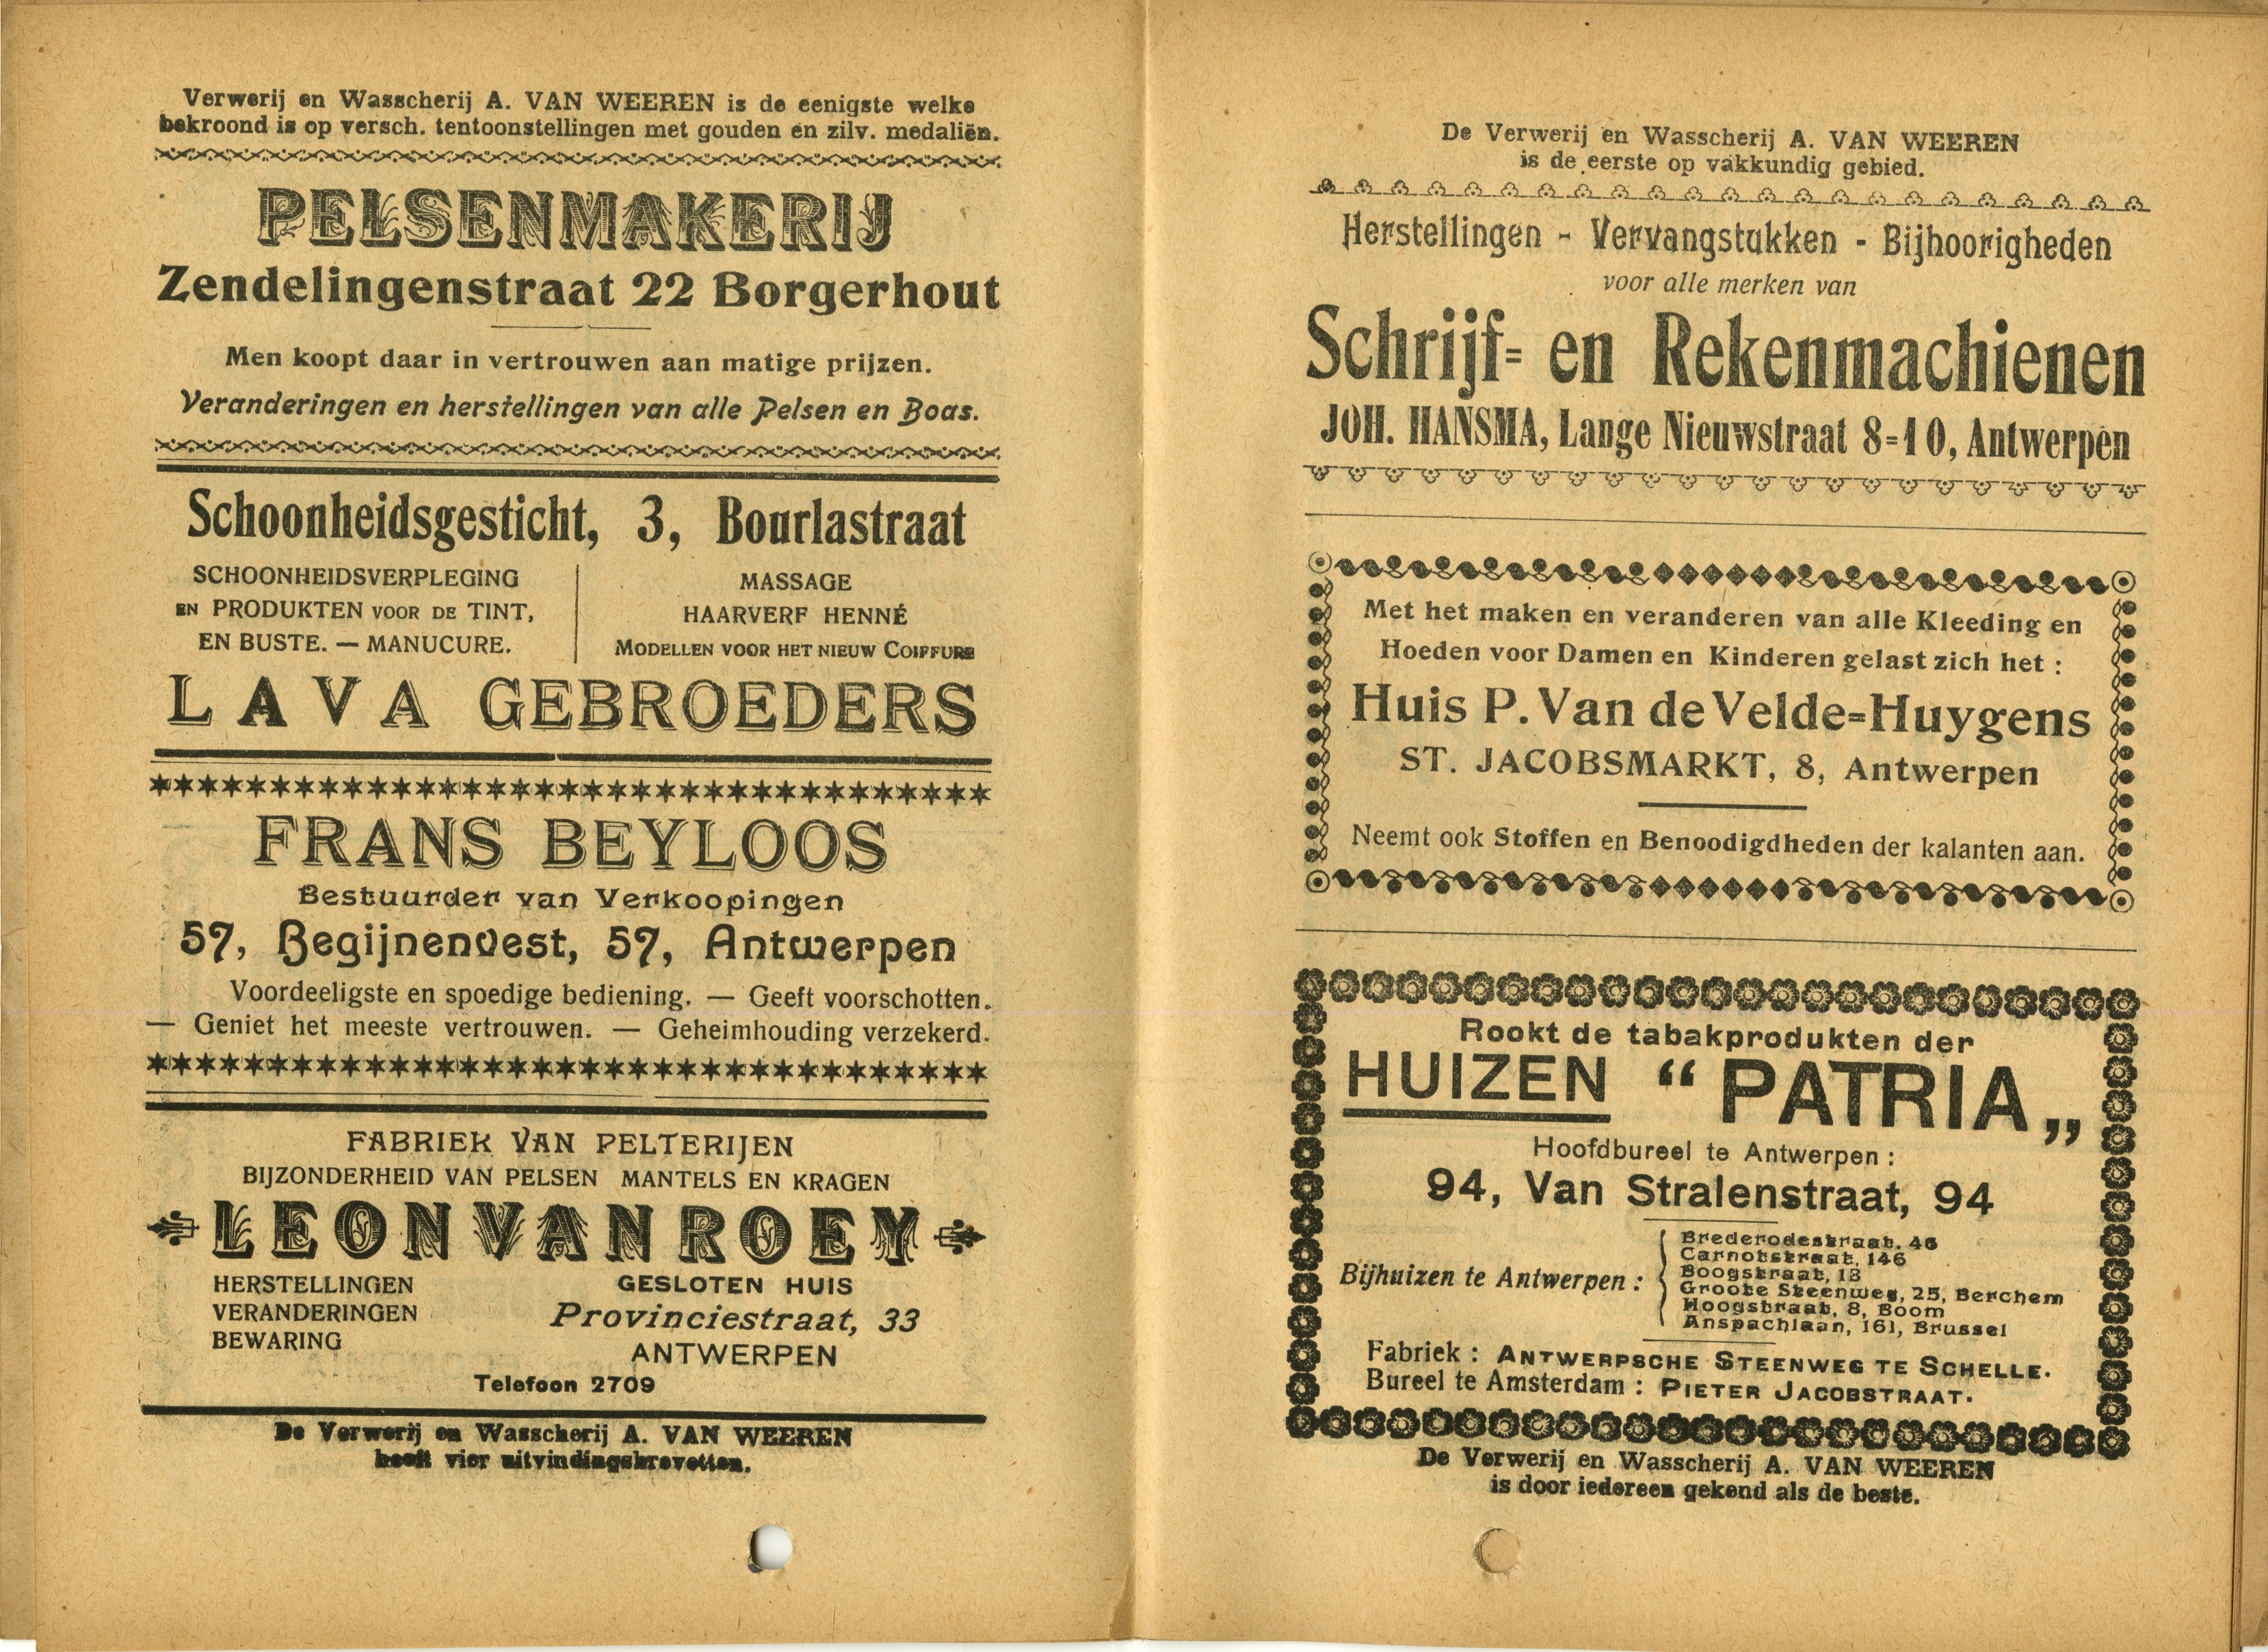 Verwerij en Wasscherij A. VAN WEEREN is de eenigste welke
bekroond is op versch. tentoonstellingen met gouden en zilv. medaliën.
PELSENMAKERIJ
Zendelingenstraat 22 Borgerhout
Men koopt daar in vertrouwen aan matige prijzen.
Veranderingen en herstellingen van alle Pelsen en Boas.
Schoonheidsgesticht, 3, Bourlastraat
SCHOONHEIDSVERPLEGING
EN PRODUKTEN VOOR DE TINT,
EN BUSTE. — MANUCURE.
MASSAGE
HAARVERF HENNÉ
MODELLEN VOOR HET NIEUW COIFFURE
LAVA GEBROEDERS
FRANS BEYLOOS
Bestuurder van Verkoopingen
57, Begijnenvest, 57, Antwerpen
Voordeeligste en spoedige bediening. — Geeft voorschotten.
— Geniet het meeste vertrouwen. — Geheimhouding verzekerd.
FABRIEK VAN PELTERIJEN
BIJZONDERHEID VAN PELSEN MANTELS EN KRAGEN
LEON VAN ROEY
HERSTELLINGEN
VERANDERINGEN
BEWARING
GESLOTEN HUIS
Provinciestraat, 33
ANTWERPEN
Telefoon 2709
De Verwerij en Wasscherij A. VAN WEEREN
heeft vier uitvindingsbrevetten.
De Verwerij en Wasscherij A. VAN WEEREN
is de eerste op vakkundig gebied.
Herstellingen - Vervangstukken - Bijhoorigheden
voor alle merken van
Schrijf= en Rekenmachienen
JOH. HANSMA, Lange Nieuwstraat 8=10, Antwerpen
Met het maken en veranderen van alle Kleeding en
Hoeden voor Damen en Kinderen gelast zich het :
Huis P. Van de Velde=Huygens
ST. JACOBSMARKT, 8, Antwerpen
Neemt ook Stoffen en Benoodigdheden der kalanten aan.
Rookt de tabakprodukten der
HUIZEN “ PATRIA „
Hoofdbureel te Antwerpen :
94, Van Stralenstraat, 94
Bijhuizen te Antwerpen :
Brederodestraat, 46
Carnotstraat, 146
Boogstraat, 13
Groote Steenweg, 25, Berchem
Hoogstraat, 8, Boom
Anspachlaan, 161, Brussel
Fabriek : ANTWERPSCHE STEENWEG TE SCHELLE.
Bureel te Amsterdam : PIETER JACOBSTRAAT.
De Verwerij en Wasscherij A. VAN WEEREN
is door iedereen gekend als de beste.